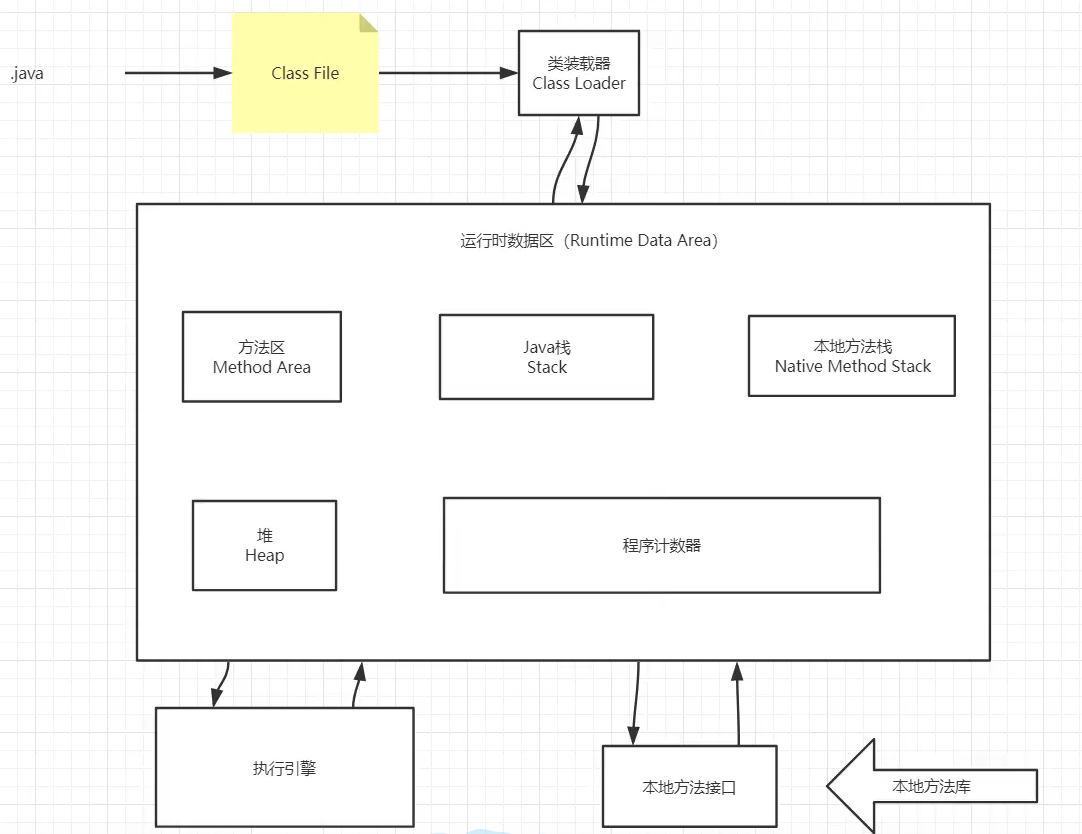 .java
Class File
类装载器
Class Loader
运行时数据区（Runtime Data Area）
方法区
Method Area
Java栈
Stack
本地方法栈
Native Method Stack
堆
Heap
程序计数器
执行引擎
本地方法接口
本地方法库